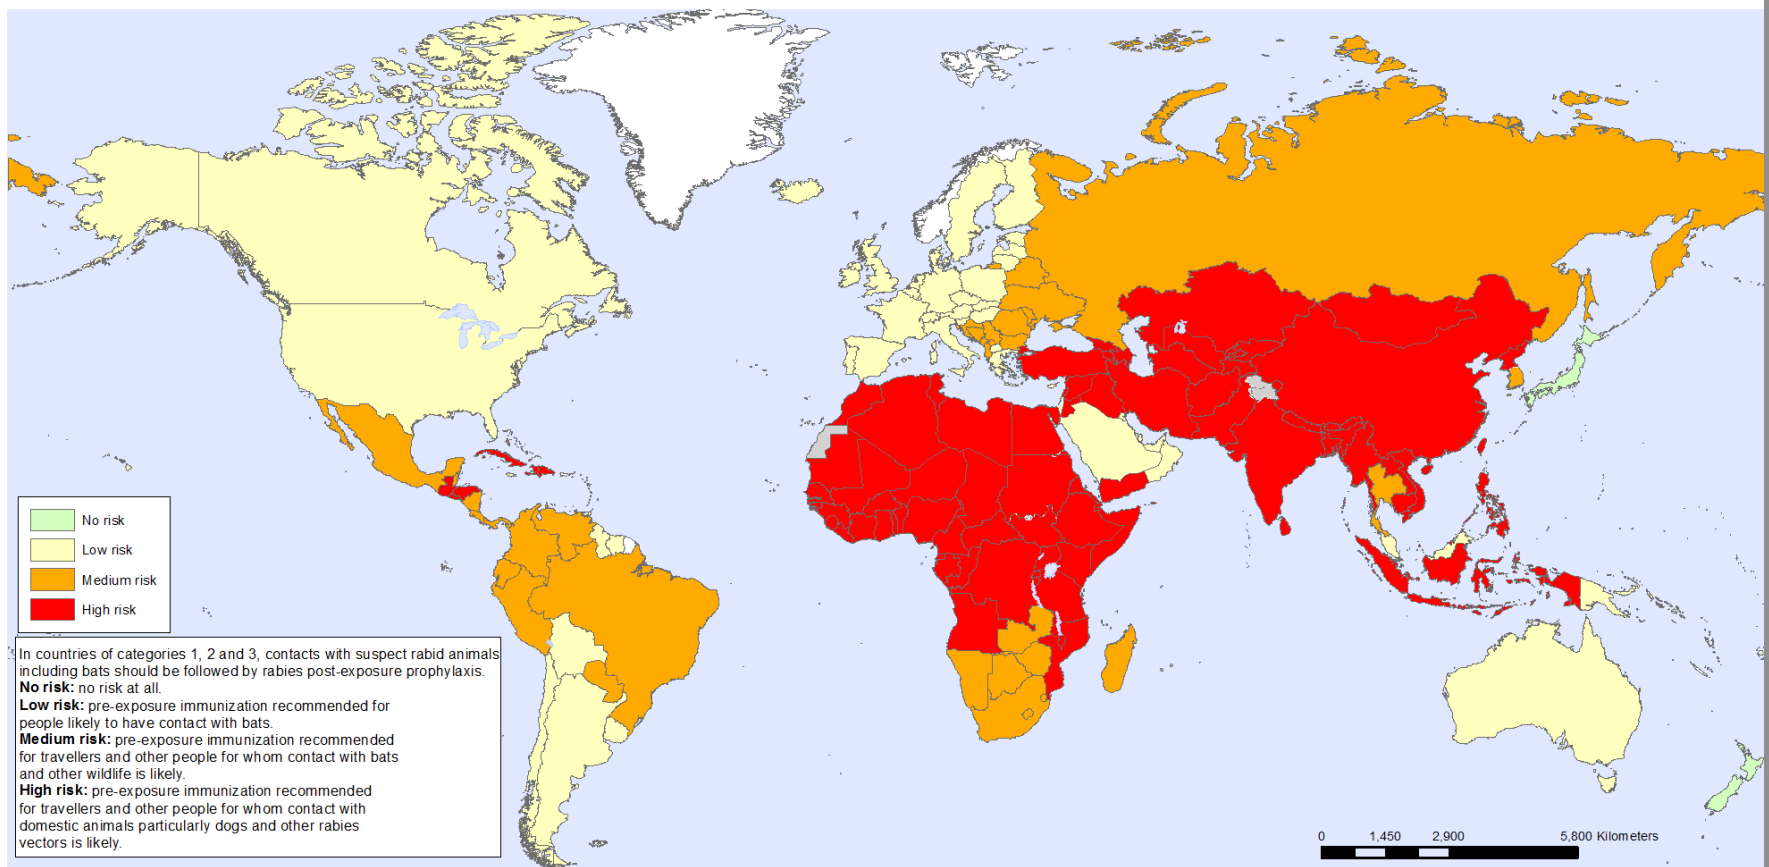 No risk
Low risk
Medium risk
High risk
In countries of categories 1, 2 and 3, contacts with suspect rabid animals
including bats should be followed by rabies post-exposure prophylaxis.
No risk: no risk at all.
Low risk: pre-exposure immunization recommended for
people likely to have contact with bats.
Medium risk: pre-exposure immunization recommended
for travellers and other people for whom contact with bats
and other wildlife is likely.
High risk: pre-exposure immunization recommended
for travellers and other people for whom contact with
domestic animals particularly dogs and other rabies
vectors is likely.
0 1,450 2,900 5,800 Kilometers